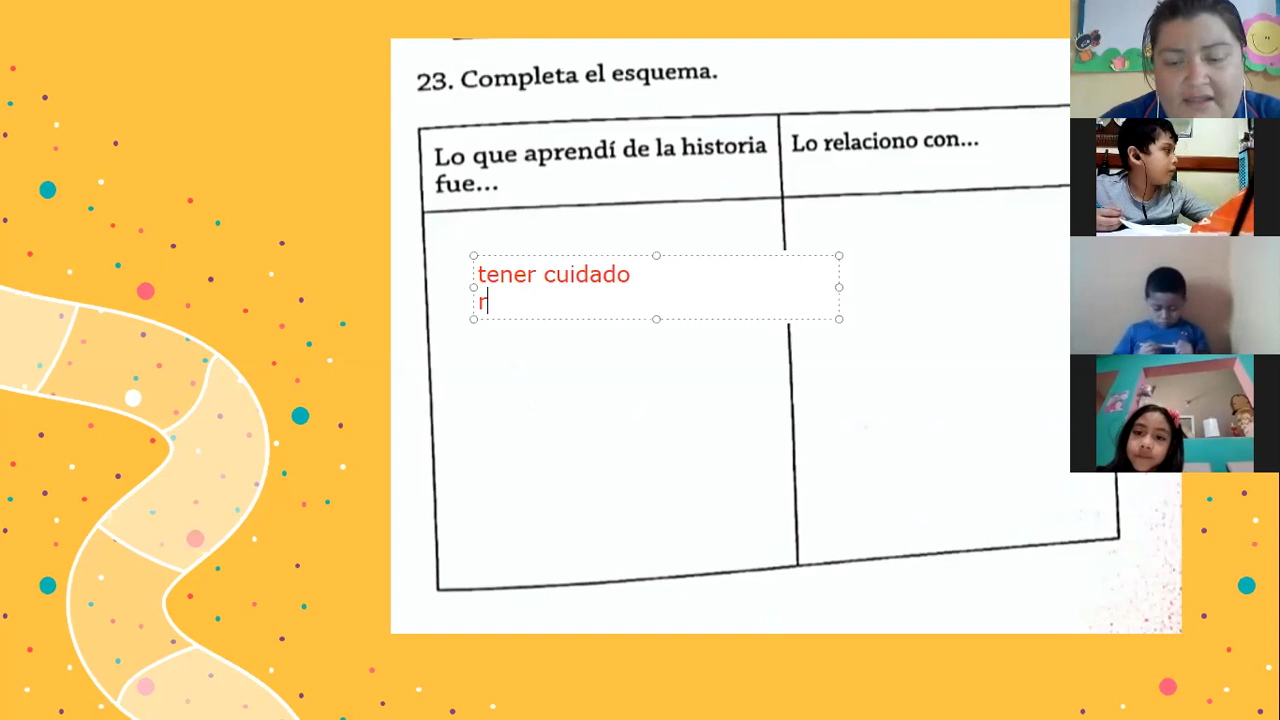 23. Completa el esquema.
Lo que aprendí de la historia
fue...
Lo relaciono con...
tener cuidado
r